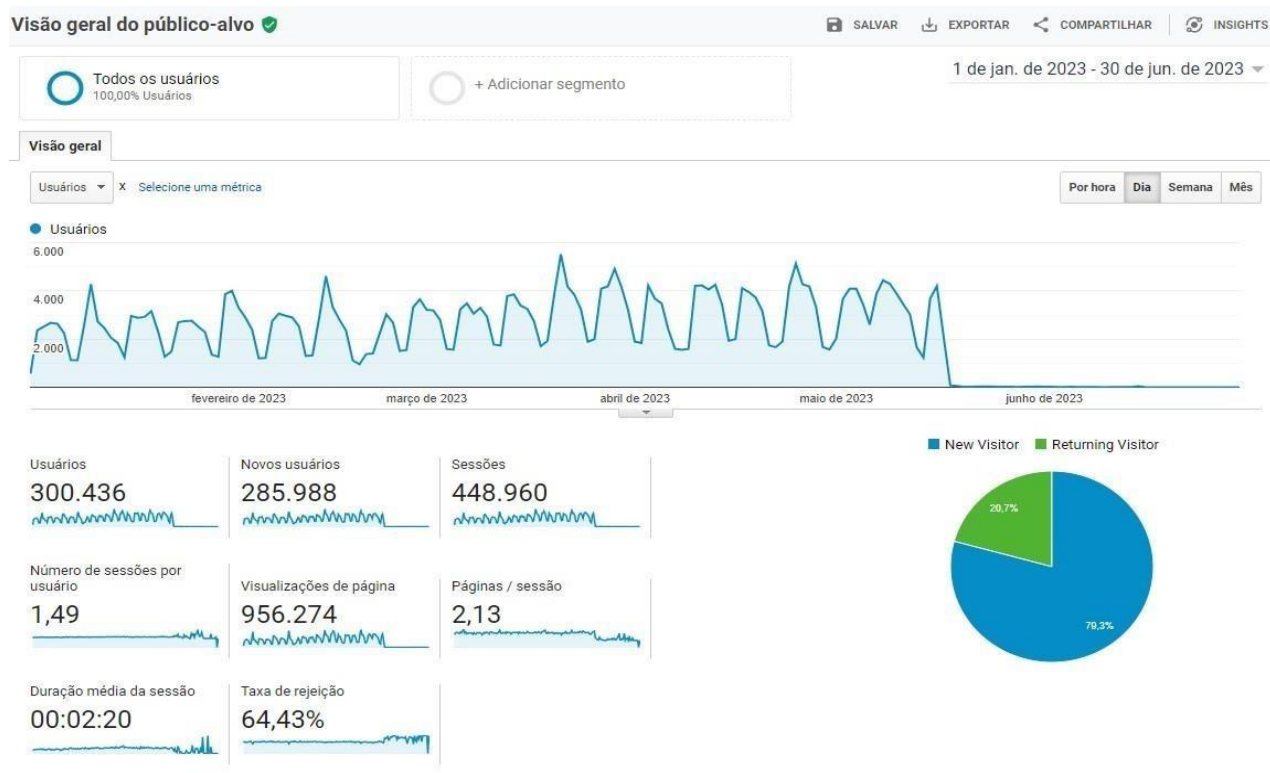 Visão geral do público-alvo
SALVAR
EXPORTAR
COMPARTILHAR
INSIGHTS
Todos os usuários
100,00% Usuários
+ Adicionar segmento
1 de jan. de 2023 - 30 de jun. de 2023
Visão geral
Usuários
X
Selecione uma métrica
Por hora
Dia
Semana
Mês
Usuários
6.000
4.000
2.000
fevereiro de 2023
março de 2023
abril de 2023
maio de 2023
junho de 2023
New Visitor
Returning Visitor
20,7%
79,3%
Usuários
300.436
Novos usuários
285.988
Sessões
448.960
Número de sessões por
usuário
1,49
Visualizações de página
956.274
Páginas / sessão
2,13
Duração média da sessão
00:02:20
Taxa de rejeição
64,43%